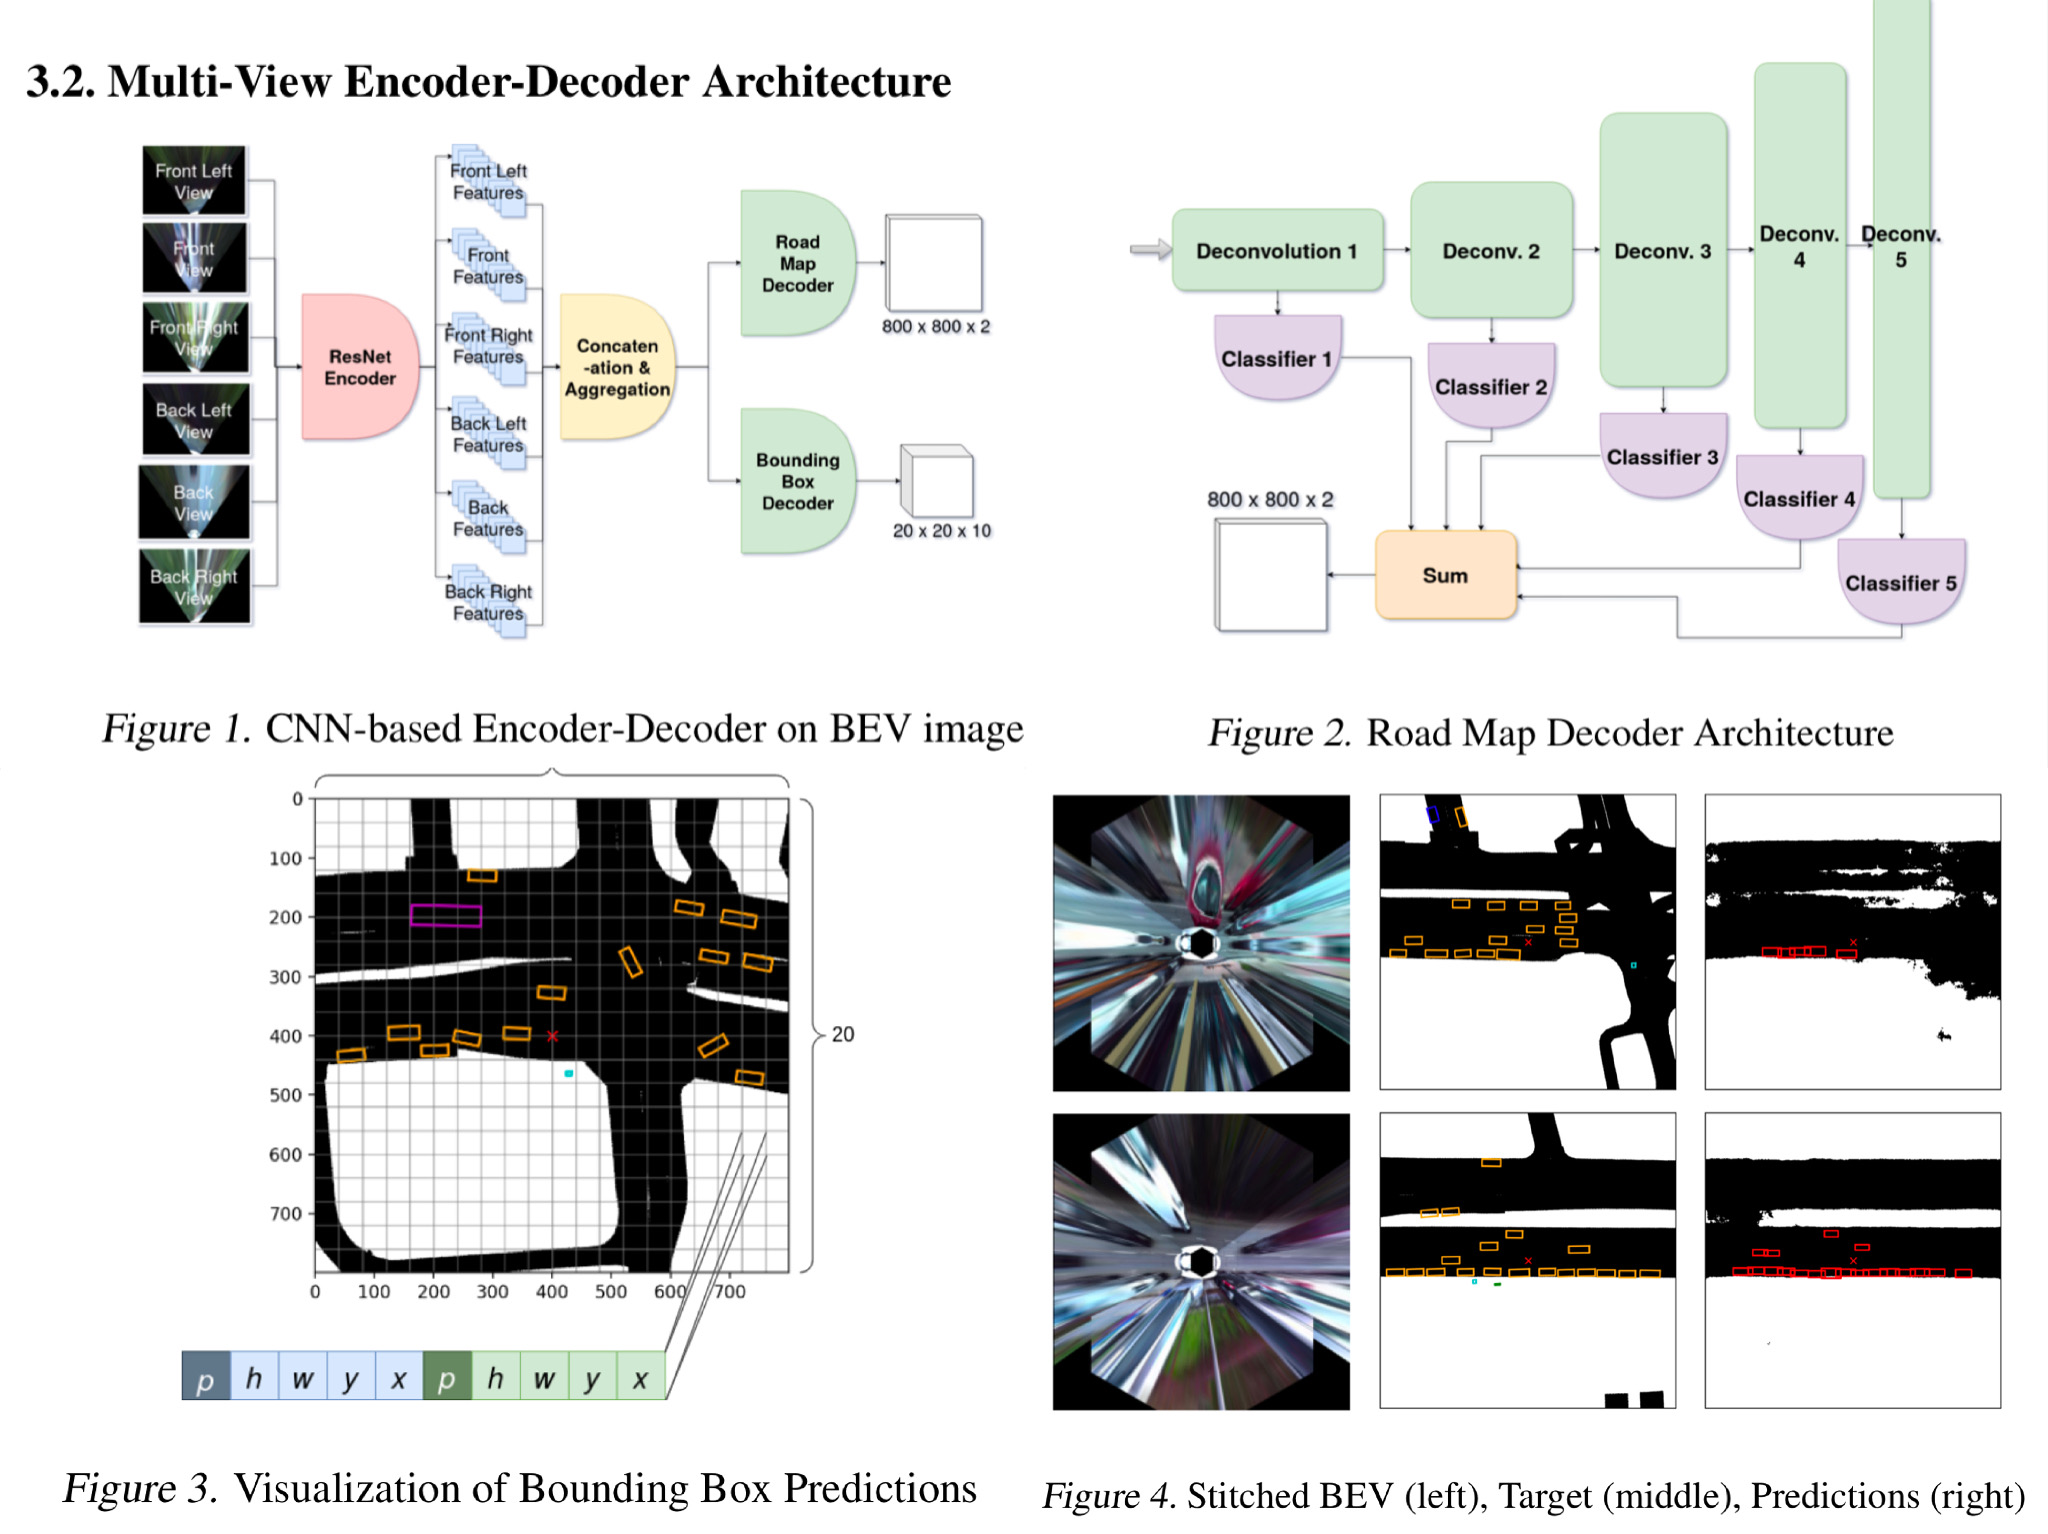 3.2. Multi-View Encoder-Decoder Architecture
Front Left
View
Front
View
Front Right
View
Back Left
View
Back
View
Back Right
View
ResNet
Encoder
Front Left
Features
Front
Features
Front Right
Features
Back Left
Features
Back
Features
Back Right
Features
Concaten
-ation &
Aggregation
Road
Map
Decoder
800 x 800 x 2
Bounding
Box
Decoder
20 x 20 x 10
Figure 1. CNN-based Encoder-Decoder on BEV image
Deconvolution 1
Deconv. 2
Deconv. 3
Deconv.
4
Deconv.
5
Classifier 1
Classifier 2
Classifier 3
Classifier 4
Classifier 5
800 x 800 x 2
Sum
Figure 2. Road Map Decoder Architecture
0
100
200
300
400
500
600
700
0 100 200 300 400 500 600 700
20
p h w y x p h w y x
Figure 3. Visualization of Bounding Box Predictions
Figure 4. Stitched BEV (left), Target (middle), Predictions (right)